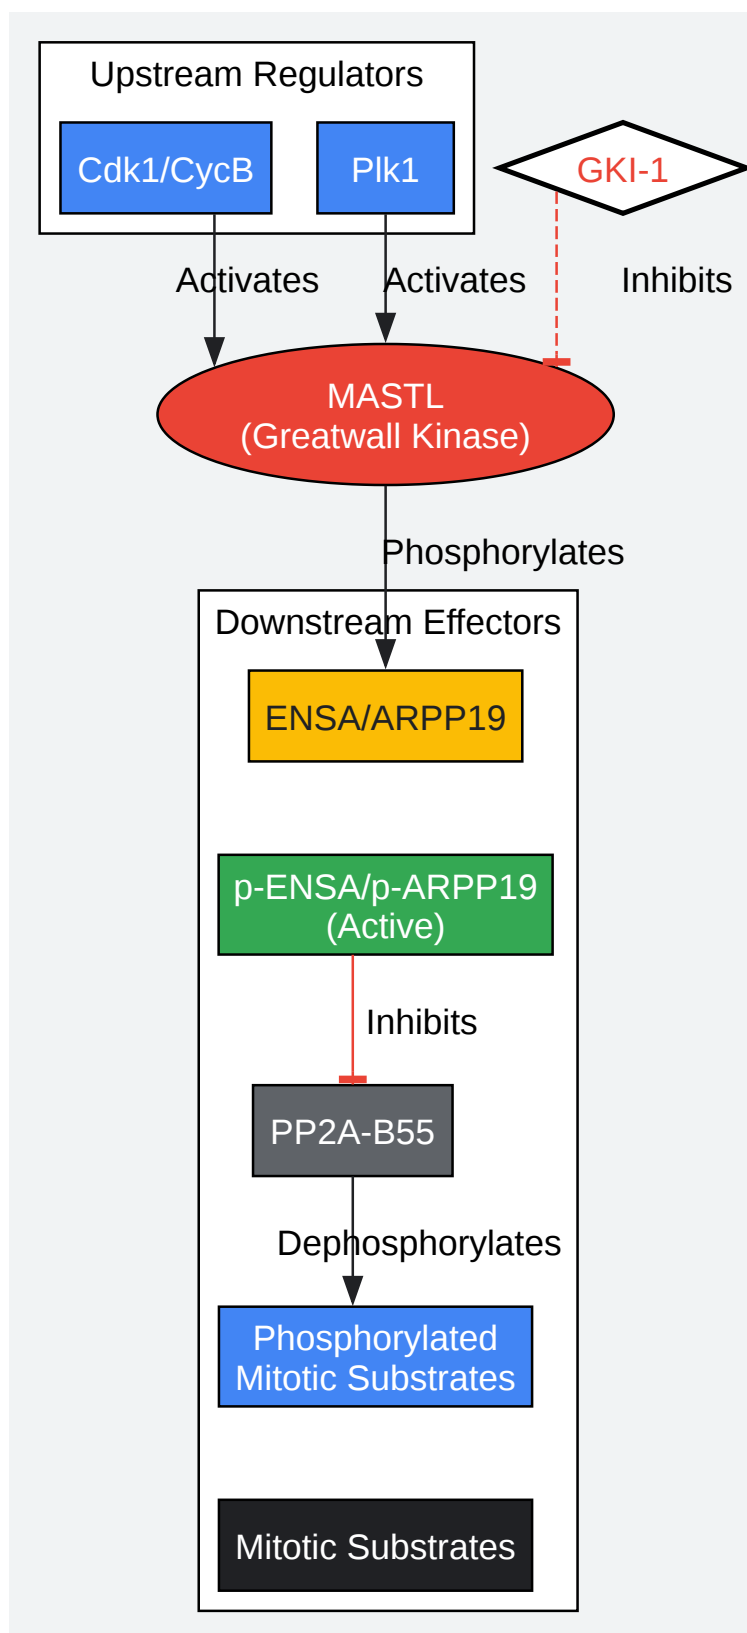 Upstream Regulators
Cdk1/CycB
Plk1
GKI-1
Activates
Activates
Inhibits
MASTL
(Greatwall Kinase)
Phosphorylates
Downstream Effectors
ENSA/ARPP19
p-ENSA/p-ARPP19
(Active)
Inhibits
PP2A-B55
Dephosphorylates
Phosphorylated
Mitotic Substrates
Mitotic Substrates